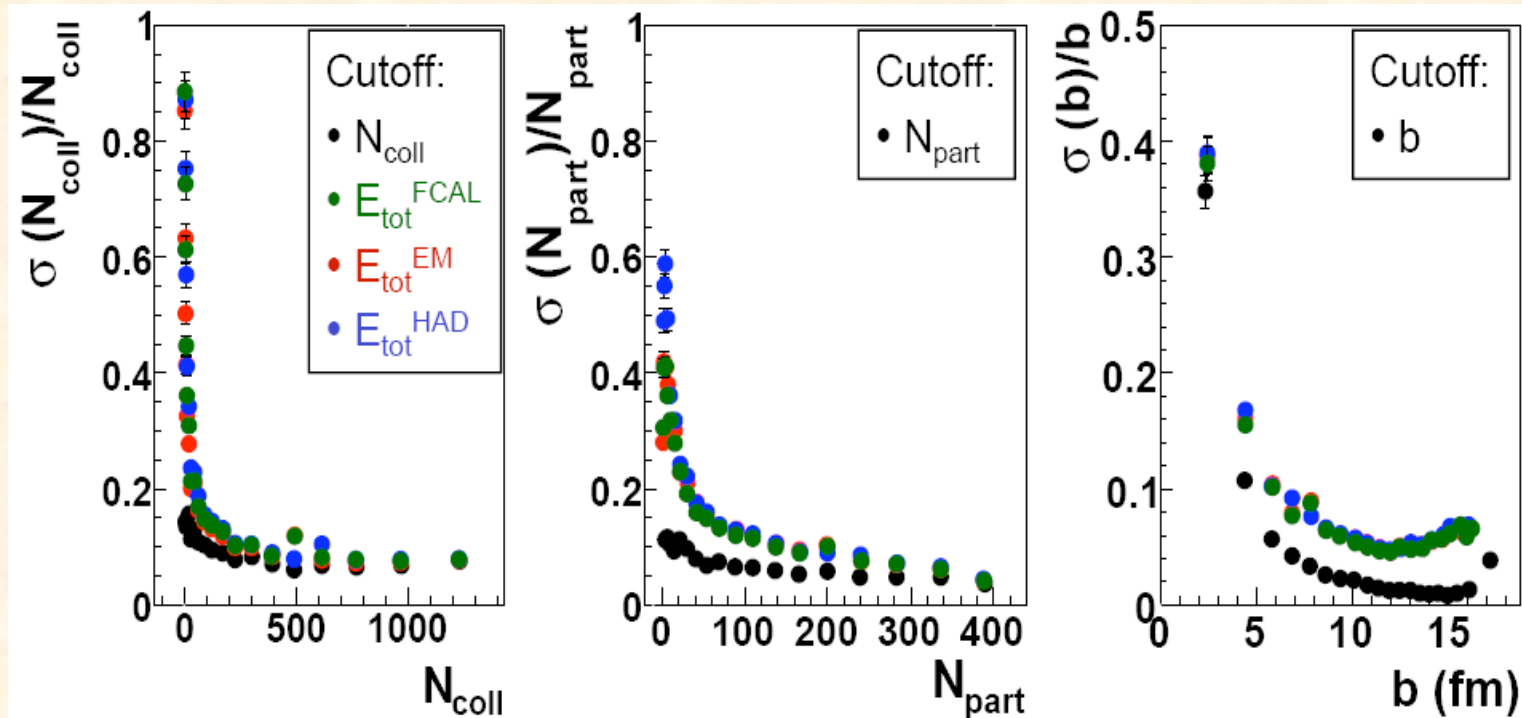 σ (N_coll)/N_coll
1
0.8
0.6
0.4
0.2
0
0 500 1000
N_coll
Cutoff:
N_coll
E_tot^FCAL
E_tot^EM
E_tot^HAD
σ (N_part)/N_part
1
0.8
0.6
0.4
0.2
0
0 100 200 300 400
N_part
Cutoff:
N_part
σ (b)/b
0.5
0.4
0.3
0.2
0.1
0
0 5 10 15
b (fm)
Cutoff:
b